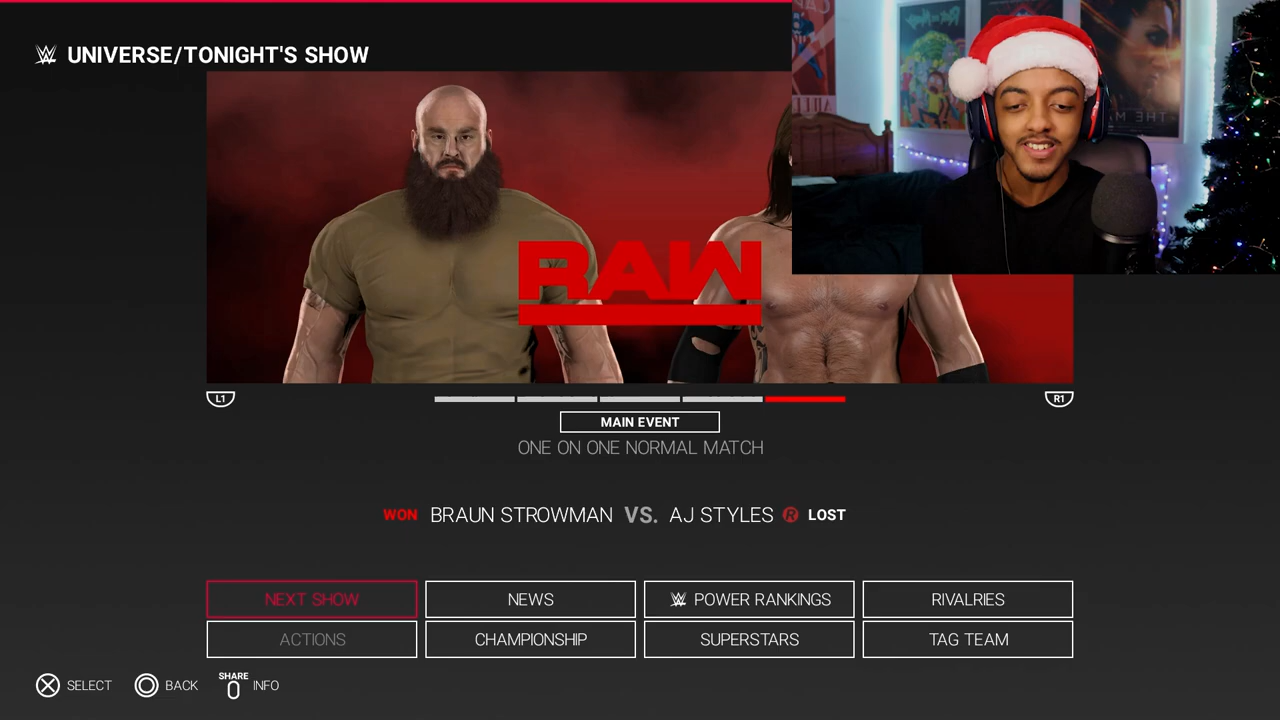 UNIVERSE/TONIGHT'S SHOW
RAW
L1
R1
MAIN EVENT
ONE ON ONE NORMAL MATCH
WON BRAUN STROWMAN VS. AJ STYLES R LOST
NEXT SHOW NEWS POWER RANKINGS RIVALRIES
ACTIONS CHAMPIONSHIP SUPERSTARS TAG TEAM
SELECT BACK SHARE INFO